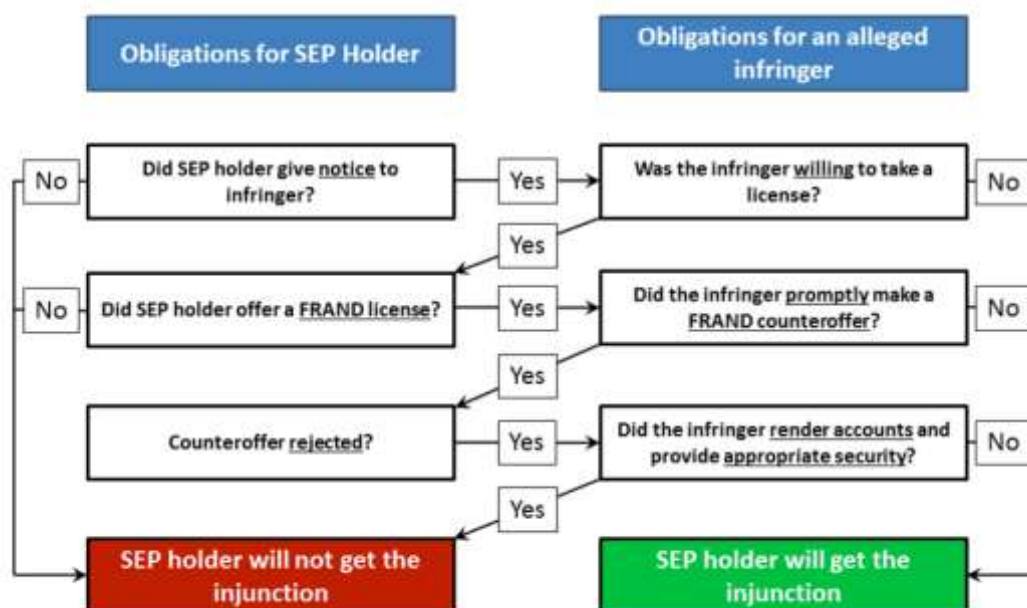 Obligations for SEP Holder
Obligations for an alleged
infringer
No
Did SEP holder give notice to
infringer?
Yes
Was the infringer willing to take a
license?
No
Yes
No
Did SEP holder offer a FRAND license?
Yes
Did the infringer promptly make a
FRAND counteroffer?
No
Yes
Counteroffer rejected?
Yes
Did the infringer render accounts and
provide appropriate security?
No
Yes
SEP holder will not get the
injunction
SEP holder will get the
injunction